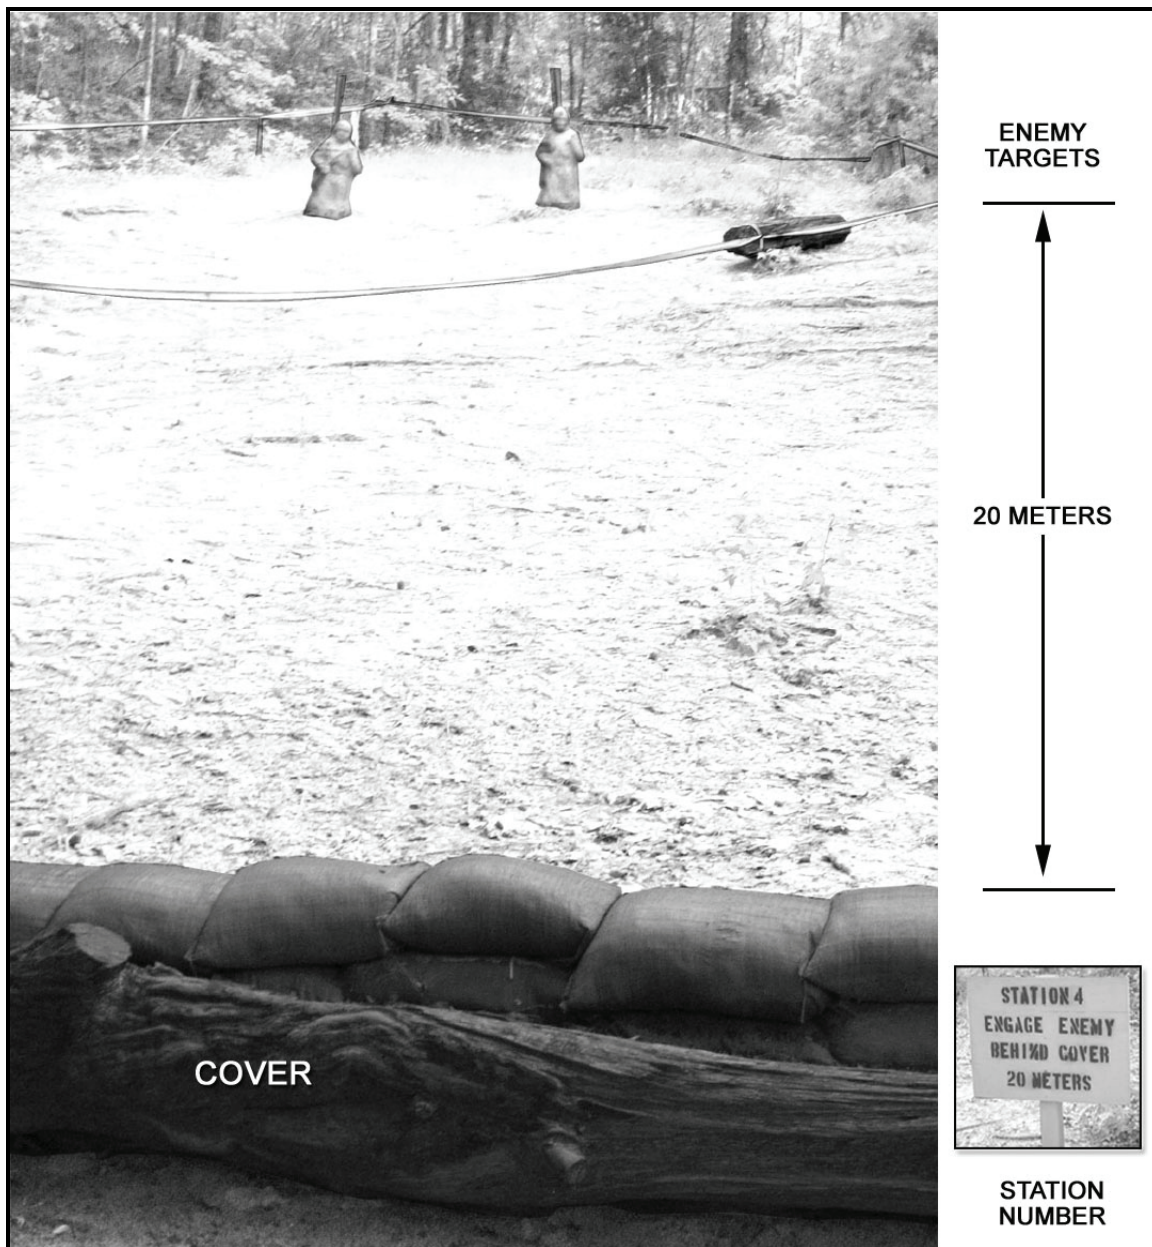 ENEMY
TARGETS
20 METERS
COVER
STATION 4
ENGAGE ENEMY
BEHIND COVER
20 METERS
STATION
NUMBER